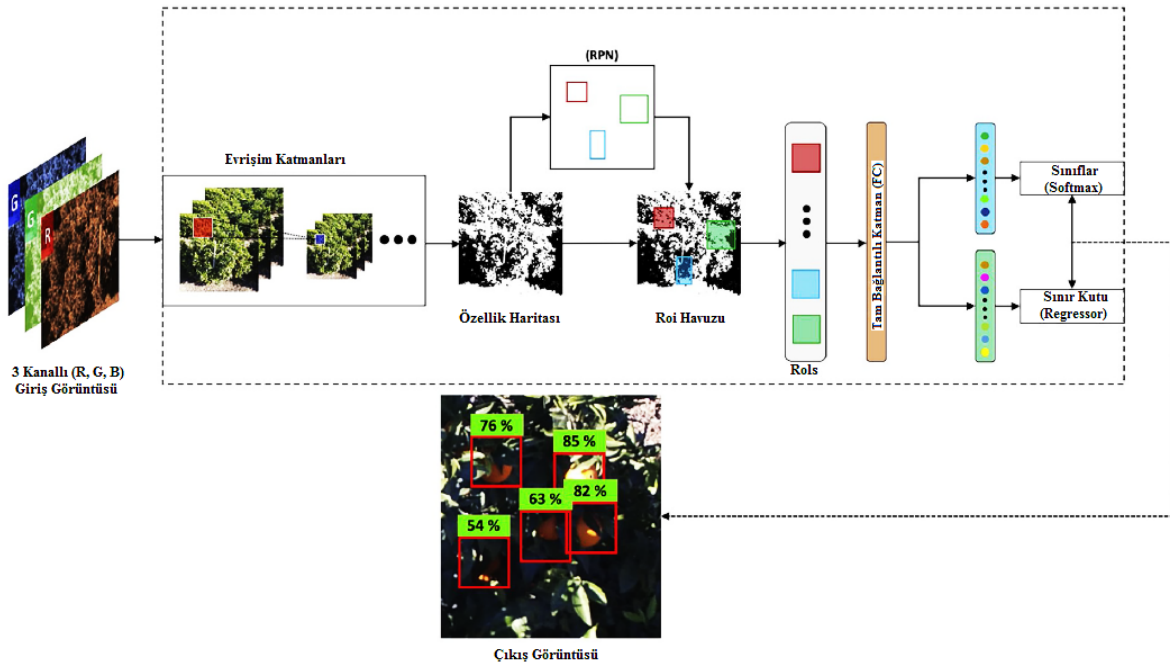 (RPN)
Evrişim Katmanları
G
G
R
Özellik Haritası
Roi Havuzu
RoIs
Tam Bağlantılı Katman (FC)
Sınıflar
(Softmax)
Sınır Kutu
(Regressor)
3 Kanallı (R, G, B)
Giriş Görüntüsü
76 %
85 %
63 %
82 %
54 %
Çıkış Görüntüsü